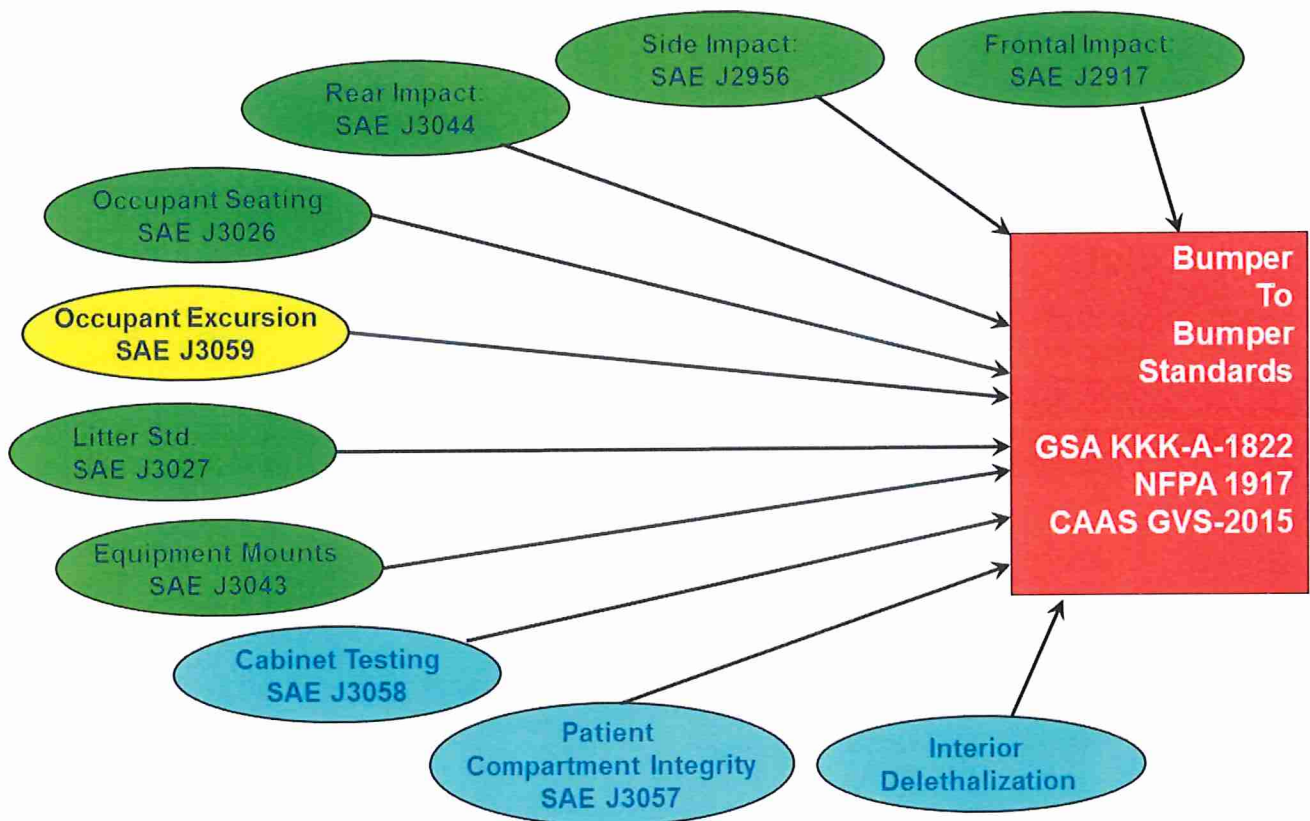 Side Impact:
SAE J2956
Frontal Impact:
SAE J2917
Rear Impact:
SAE J3044
Occupant Seating
SAE J3026
Occupant Excursion
SAE J3059
Litter Std.
SAE J3027
Equipment Mounts
SAE J3043
Cabinet Testing
SAE J3058
Patient
Compartment Integrity
SAE J3057
Interior
Delethalization
Bumper
To
Bumper
Standards
GSA KKK-A-1822
NFPA 1917
CAAS GVS-2015